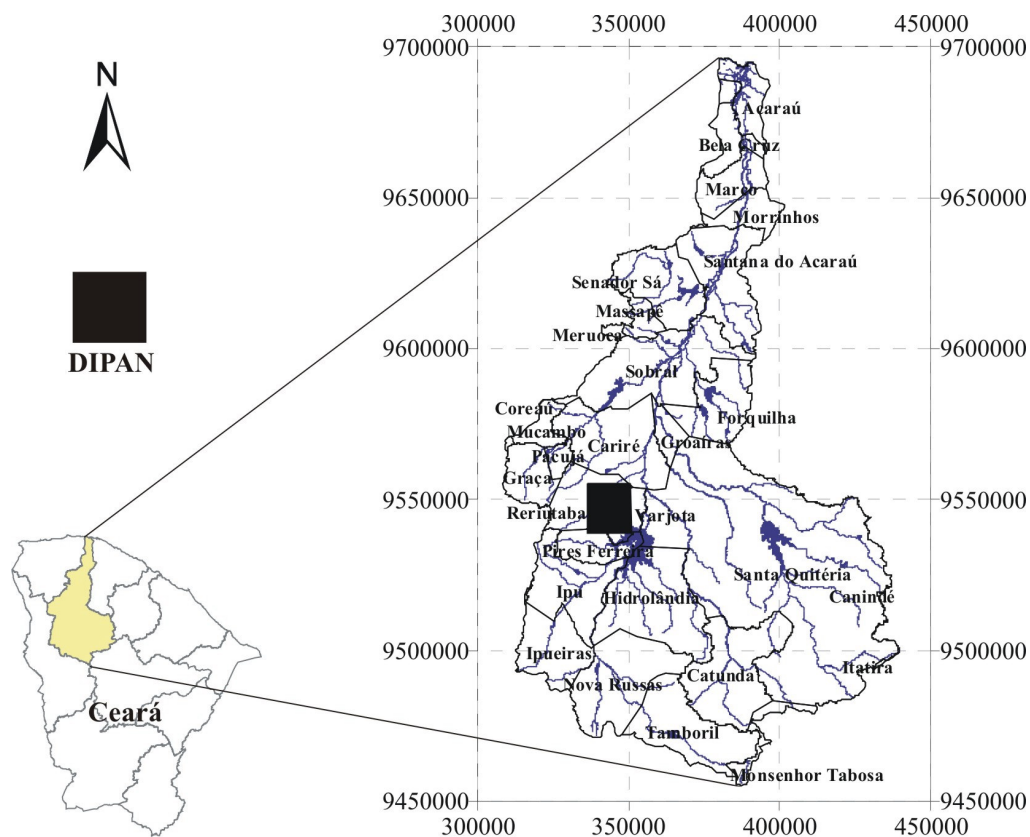 300000 350000 400000 450000
9700000 9700000
N
Acaraú
Bela Cruz
Marco
9650000 9650000
Morrinhos
Santana do Acaraú
Senador Sá
Massapé
Meruoca
DIPAN
9600000 9600000
Sobral
Coreaú
Forquilha
Mucambo
Cariré
Groaíras
Pacujá
Graça
9550000 9550000
Reriutaba
Varjota
Pires Ferreira
Santa Quitéria
Ipu
Hidrolândia
Canindé
Ipueiras
9500000 9500000
Itatira
Nova Russas
Catunda
Ceará
Tamboril
Monsenhor Tabosa
9450000 9450000
300000 350000 400000 450000